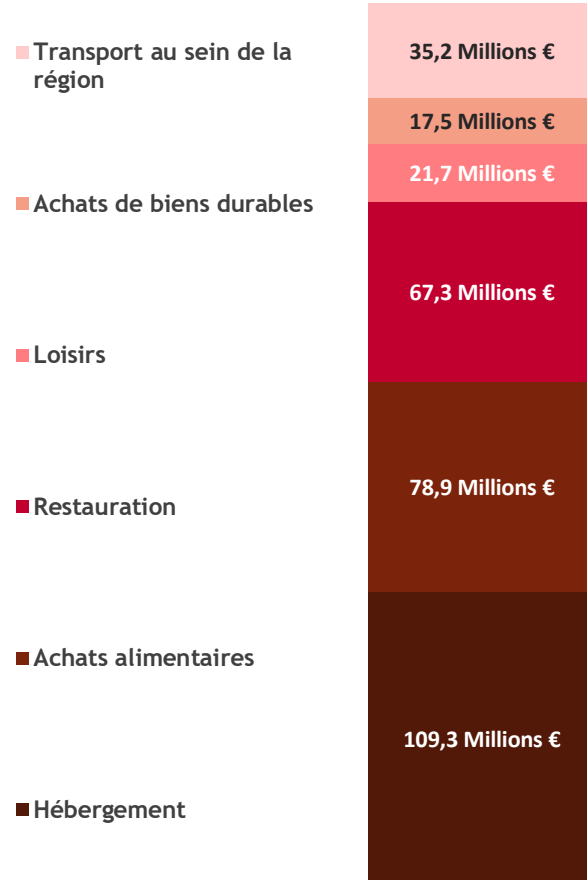 Transport au sein de la
région
Achats de biens durables
Loisirs
Restauration
Achats alimentaires
Hébergement
35,2 Millions €
17,5 Millions €
21,7 Millions €
67,3 Millions €
78,9 Millions €
109,3 Millions €